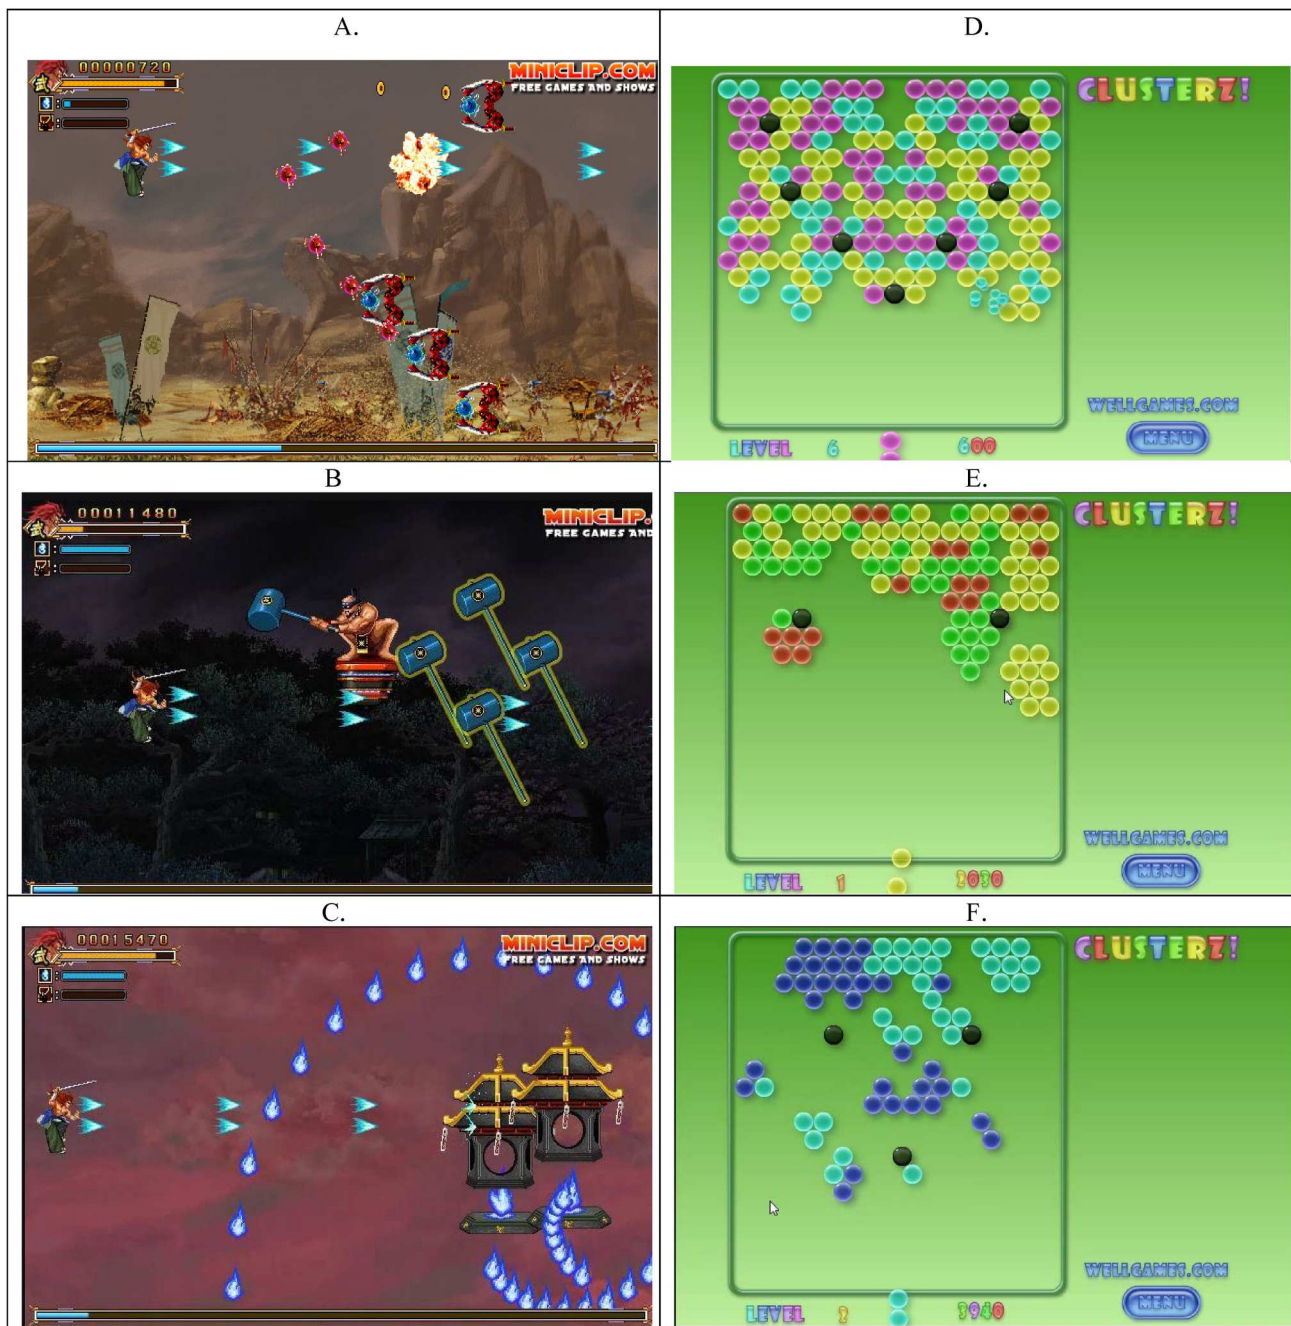 A.
00000720
MINICLIP.COM
FREE GAMES AND SHOWS
D.
CLUSTERZ!
WELLGAMES.COM
MENU
LEVEL 6 600
B
00011480
MINICLIP.
FREE GAMES AND
E.
CLUSTERZ!
WELLGAMES.COM
MENU
LEVEL 1 2030
C.
00015470
MINICLIP.COM
FREE GAMES AND SHOWS
F.
CLUSTERZ!
WELLGAMES.COM
MENU
LEVEL 2 3940